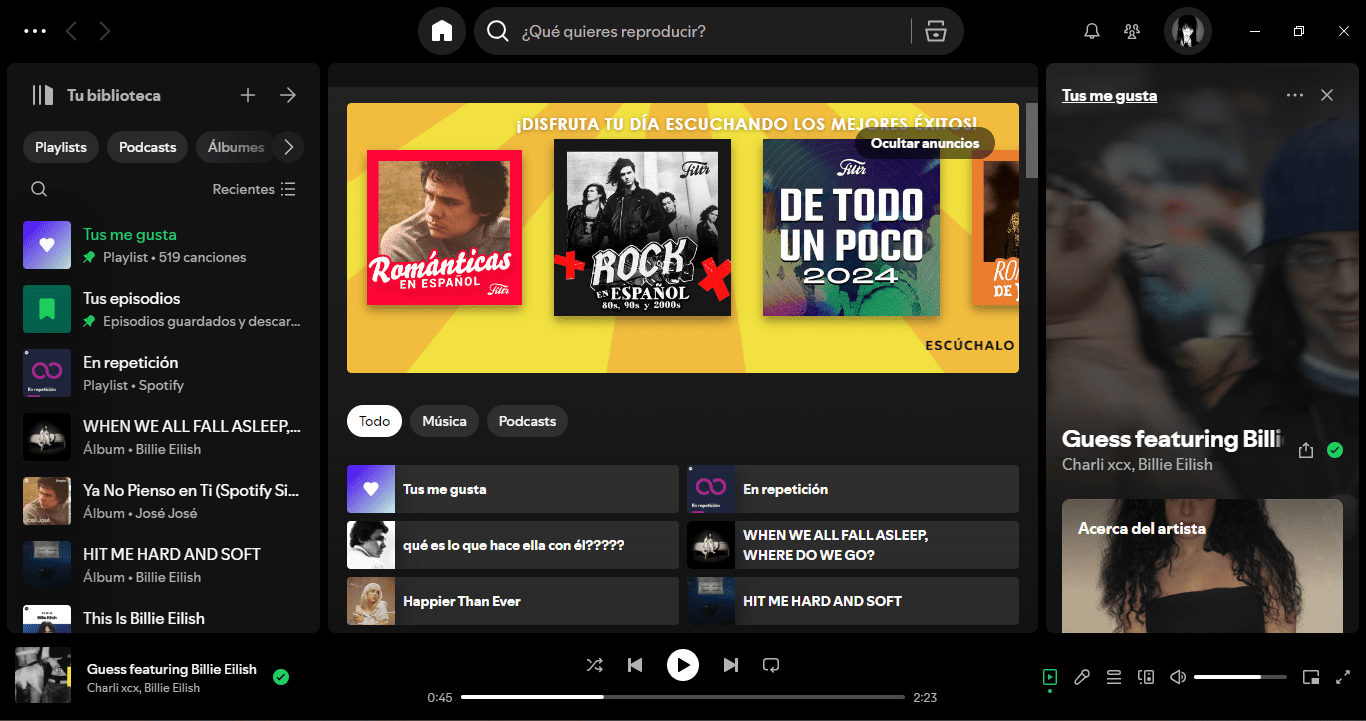 ¿Qué quieres reproducir?
Tu biblioteca
Playlists
Podcasts
Álbumes
Recientes
Tus me gusta
Playlist • 519 canciones
Tus episodios
Episodios guardados y descar...
En repetición
Playlist • Spotify
WHEN WE ALL FALL ASLEEP,...
Álbum • Billie Eilish
Ya No Pienso en Ti (Spotify Si...
Álbum • José José
HIT ME HARD AND SOFT
Álbum • Billie Eilish
This Is Billie Eilish
¡DISFRUTA TU DÍA ESCUCHANDO LOS MEJORES ÉXITOS!
Ocultar anuncios
Románticas
EN ESPAÑOL
Filtr
Filtr
ROCK
EN ESPAÑOL
80s, 90s y 2000s
Filtr
DE TODO
UN POCO
2024
ESCÚCHALO
Todo
Música
Podcasts
Tus me gusta
En repetición
En repetición
qué es lo que hace ella con él?????
WHEN WE ALL FALL ASLEEP,
WHERE DO WE GO?
Happier Than Ever
HIT ME HARD AND SOFT
Tus me gusta
Guess featuring Billie
Charli xcx, Billie Eilish
Acerca del artista
Guess featuring Billie Eilish
Charli xcx, Billie Eilish
0:45
2:23